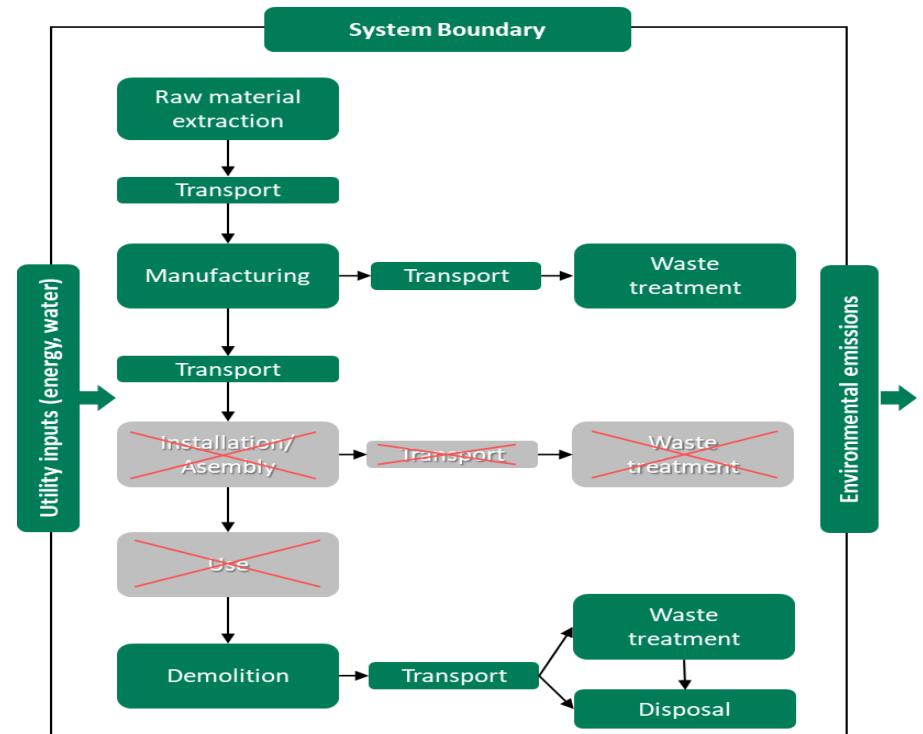 System Boundary
Raw material
extraction
Transport
Manufacturing
Transport
Waste
treatment
Transport
Installation/
Asembly
Transport
Waste
treatment
Use
Demolition
Transport
Waste
treatment
Disposal
Utility inputs (energy, water)
Environmental emissions